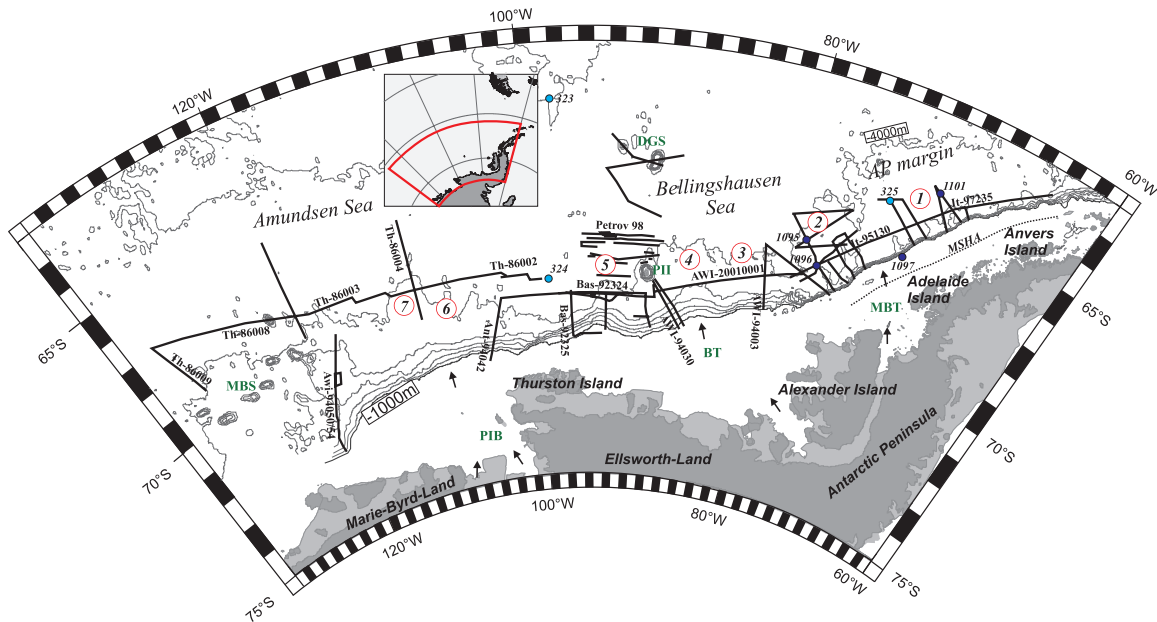 100°W
80°W
120°W
60°W
323
-4000m
DGS
AP margin
Bellingshausen
Sea
Amundsen Sea
325
1
1101
It-97235
2
Petrov 98
1095
It-95130
MSHA
Anvers
Island
Th-86004
Th-86002
324
5
4
3
PII
1096
1097
AWI-20010001
Adelaide
Island
Th-86003
7
6
Bas-92324
MBT
65°S
Th-86008
Bas-92325
AWI-94030
AWI-94003
BT
65°S
Th-86009
MBS
Awi-94050/54
-1000m
Thurston Island
Alexander Island
70°S
PIB
Ellsworth-Land
Antarctic Peninsula
70°S
Marie-Byrd-Land
100°W
80°W
120°W
60°W
75°S
75°S